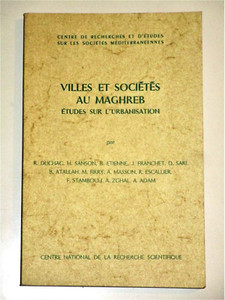 CENTRE DE RECHERCHES ET D'ÉTUDES
SUR LES SOCIÉTÉS MÉDITERRANÉENNES
VILLES ET SOCIÉTÉS
AU MAGHREB
ÉTUDES SUR L'URBANISATION
par
R. DUCHAC, H. SANSON, B. ETIENNE, J. FRANCHET, D. SARI,
B. ATALLAH, M. BIREY, A. MASSON, R. ESCALLIER,
F. STAMBOULI, A. ZGHAL, A. ADAM
CENTRE NATIONAL DE LA RECHERCHE SCIENTIFIQUE